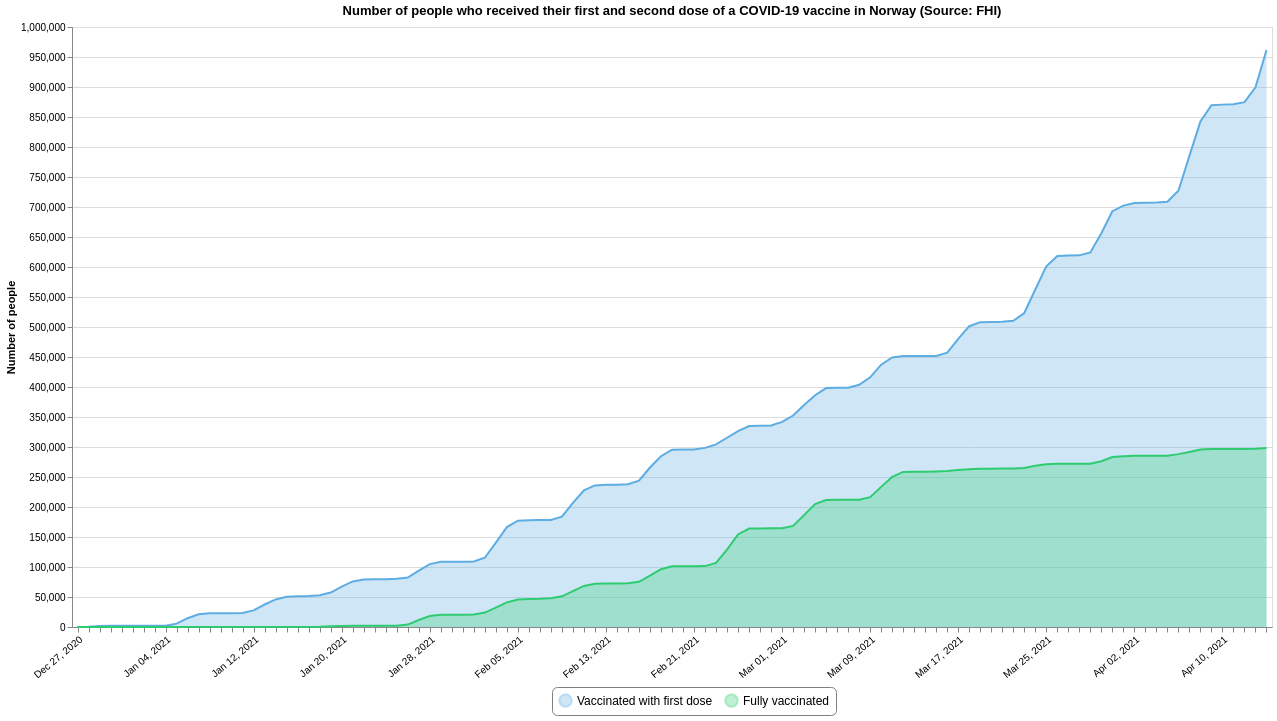 Number of people who received their first and second dose of a COVID-19 vaccine in Norway (Source: FHI)
Number of people
1,000,000
950,000
900,000
850,000
800,000
750,000
700,000
650,000
600,000
550,000
500,000
450,000
400,000
350,000
300,000
250,000
200,000
150,000
100,000
50,000
0
Dec 27, 2020
Jan 04, 2021
Jan 12, 2021
Jan 20, 2021
Jan 28, 2021
Feb 05, 2021
Feb 13, 2021
Feb 21, 2021
Mar 01, 2021
Mar 09, 2021
Mar 17, 2021
Mar 25, 2021
Apr 02, 2021
Apr 10, 2021
Vaccinated with first dose
Fully vaccinated